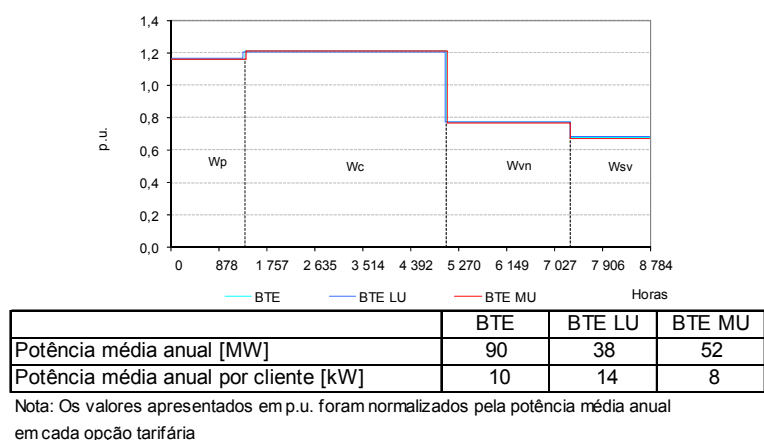 1,4
1,2
1,0
0,8
0,6
0,4
0,2
0,0
p.u.
Wp Wc Wvn Wsv
0 878 1 757 2 635 3 514 4 392 5 270 6 149 7 027 7 906 8 784
BTE BTE LU BTE MU Horas
BTE BTE LU BTE MU
Potência média anual [MW] 90 38 52
Potência média anual por cliente [kW] 10 14 8
Nota: Os valores apresentados em p.u. foram normalizados pela potência média anual
em cada opção tarifária